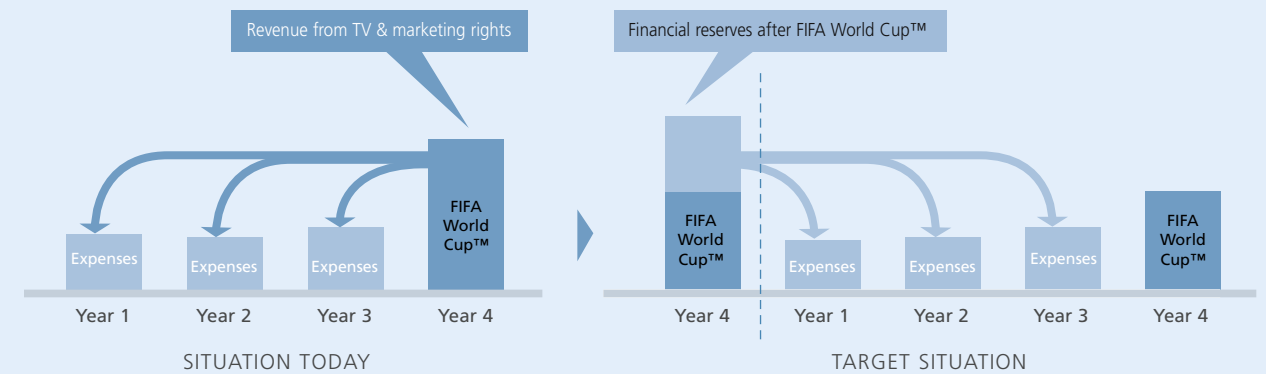 Revenue from TV & marketing rights
FIFA
World
Cup™
Expenses
Expenses
Expenses
Year 1
Year 2
Year 3
Year 4
SITUATION TODAY
Financial reserves after FIFA World Cup™
FIFA
World
Cup™
Expenses
Expenses
Expenses
FIFA
World
Cup™
Year 4
Year 1
Year 2
Year 3
Year 4
TARGET SITUATION